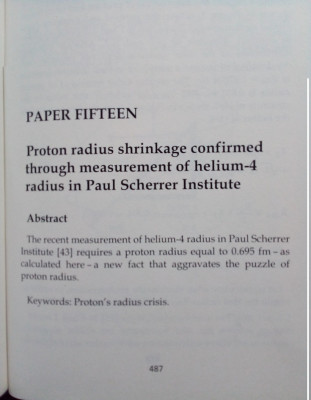 PAPER FIFTEEN
Proton radius shrinkage confirmed
through measurement of helium-4
radius in Paul Scherrer Institute
Abstract
The recent measurement of helium-4 radius in Paul Scherrer
Institute [43] requires a proton radius equal to 0.695 fm – as
calculated here – a new fact that aggravates the puzzle of
proton radius.
Keywords: Proton's radius crisis.
487